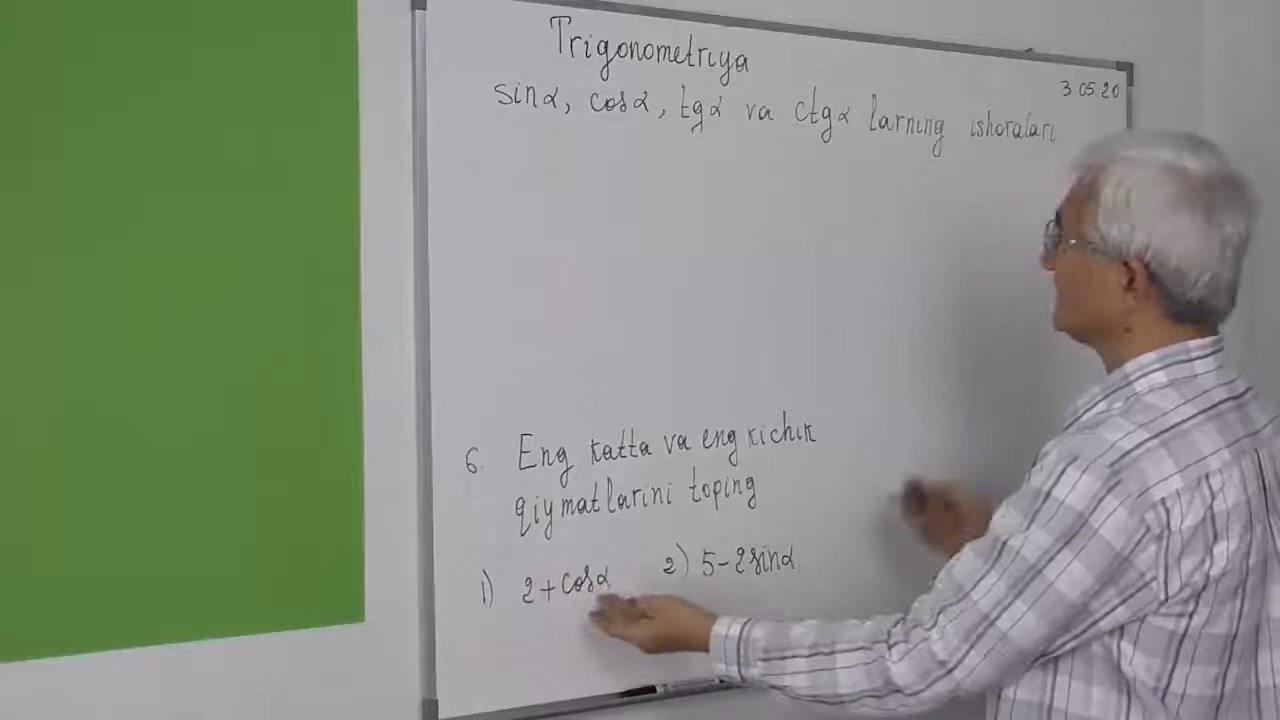 Trigonometriya
3 05 20
sinα, cosα, tgα va ctgα larning ishoralari
6. Eng katta va eng kichik
qiymatlarini toping
1) 2+cosα 2) 5-2sinα